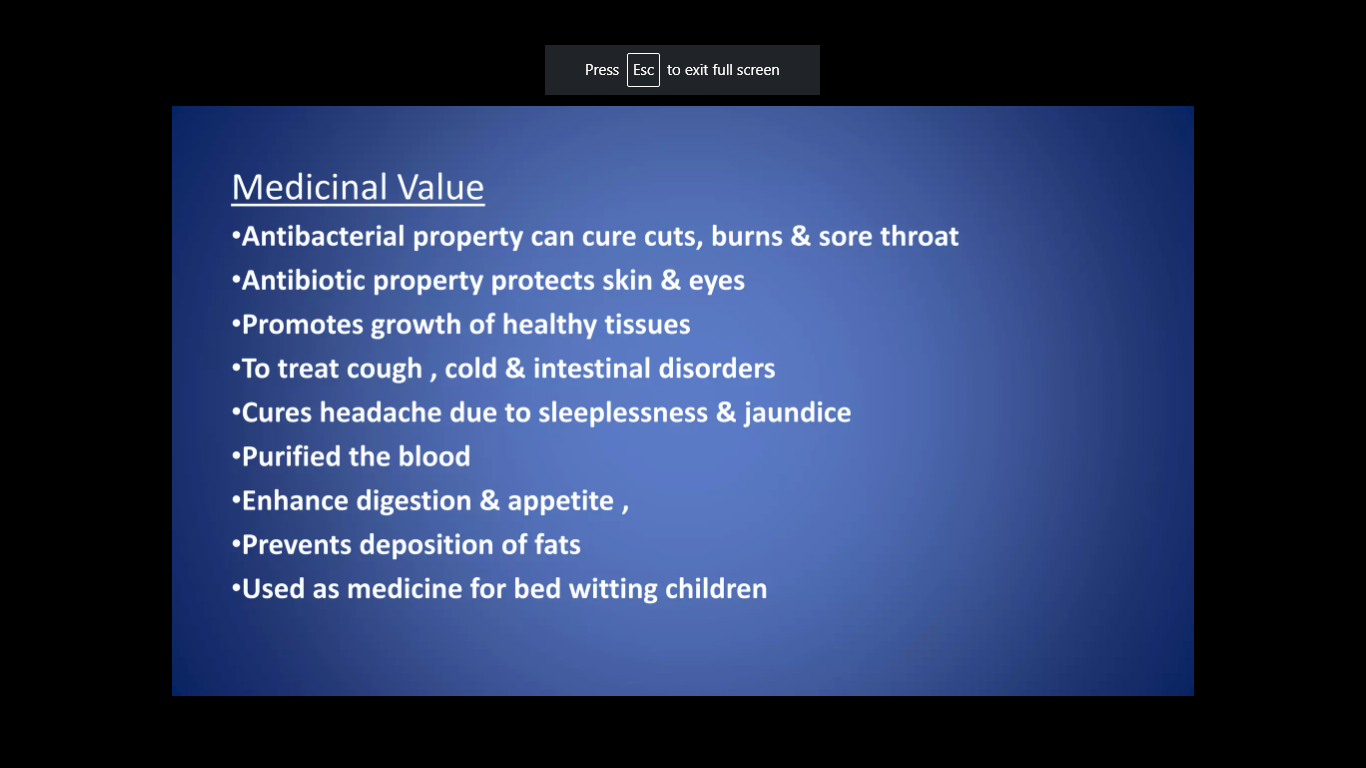 Press Esc to exit full screen
Medicinal Value
•Antibacterial property can cure cuts, burns & sore throat
•Antibiotic property protects skin & eyes
•Promotes growth of healthy tissues
•To treat cough , cold & intestinal disorders
•Cures headache due to sleeplessness & jaundice
•Purified the blood
•Enhance digestion & appetite ,
•Prevents deposition of fats
•Used as medicine for bed witting children